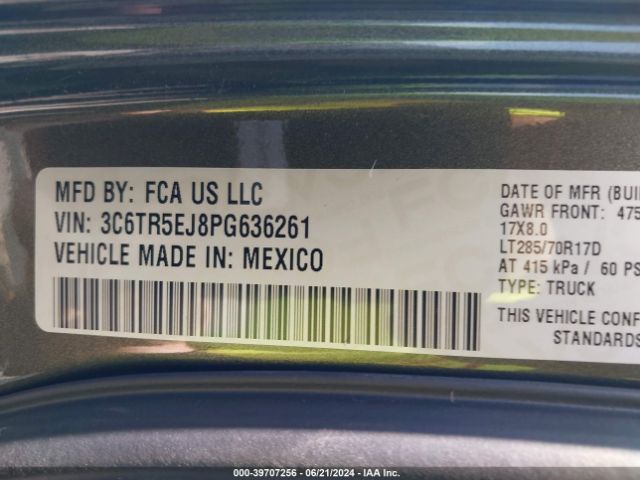 MFD BY: FCA US LLC
VIN: 3C6TR5EJ8PG636261
VEHICLE MADE IN: MEXICO
DATE OF MFR (BUI
GAWR FRONT: 475
17X8.0
LT285/70R17D
AT 415 kPa / 60 PS
TYPE: TRUCK
THIS VEHICLE CONF
STANDARDS
000-39707256 - 06/21/2024 - IAA Inc.